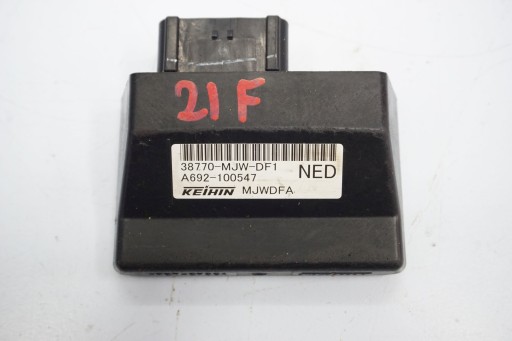 21F
38770-MJW-DF1
A692-100547
NED
KEIHIN MJWDFA